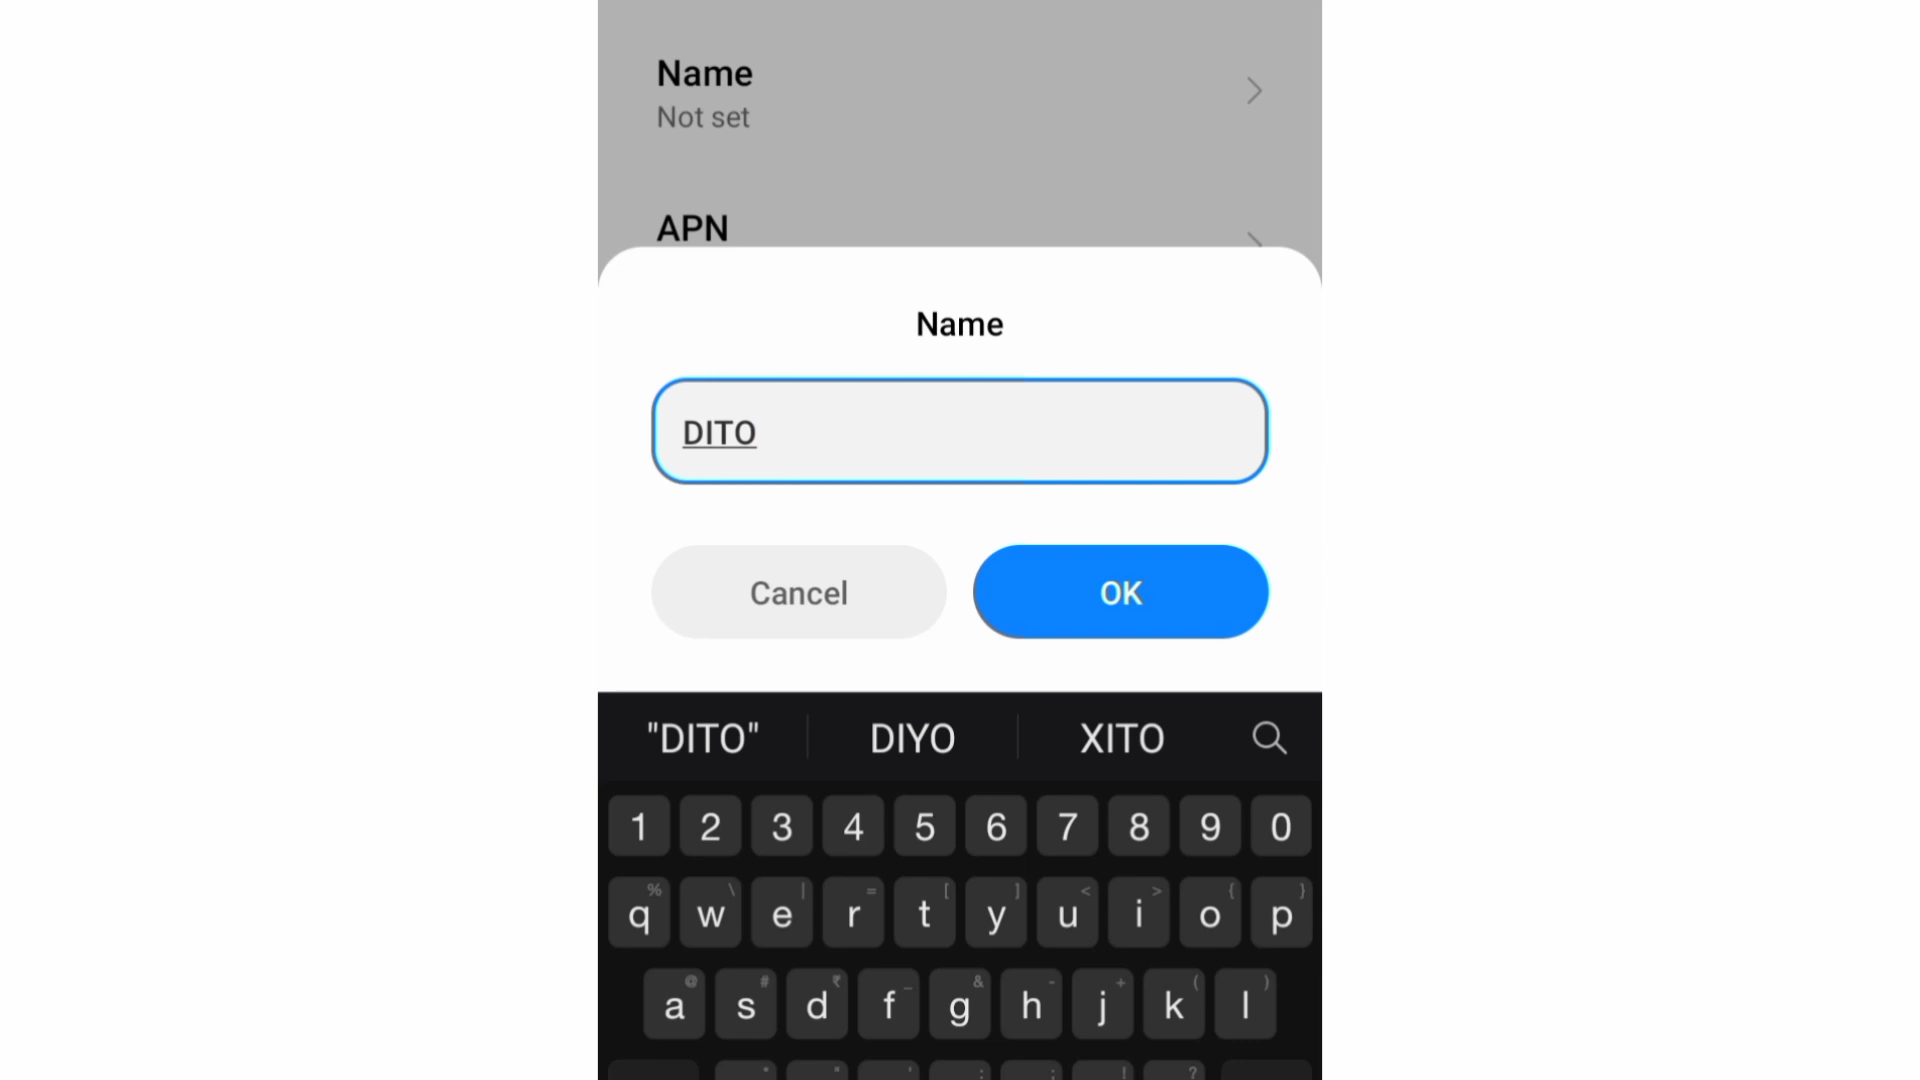 Name
Not set
APN
Name
DITO
Cancel OK
"DITO" DIYO XITO
1 2 3 4 5 6 7 8 9 0
% \ | = [ ] < > { }
q w e r t y u i o p
@ # ₹ _ & - + ( )
a s d f g h j k l
* " ' : ; ! ?